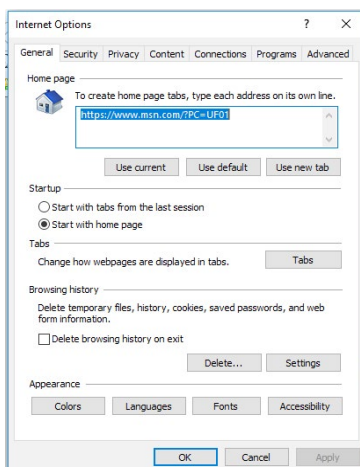 Internet Options
General Security Privacy Content Connections Programs Advanced
Home page
To create home page tabs, type each address on its own line.
https://www.msn.com/?PC=UF01
Use current Use default Use new tab
Startup
Start with tabs from the last session
Start with home page
Tabs
Change how webpages are displayed in tabs. Tabs
Browsing history
Delete temporary files, history, cookies, saved passwords, and web
form information.
Delete browsing history on exit
Delete... Settings
Appearance
Colors Languages Fonts Accessibility
OK Cancel Apply